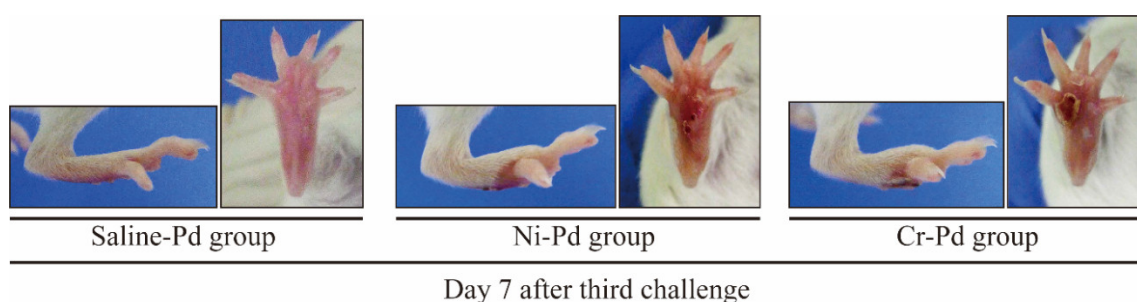 Saline-Pd group
Ni-Pd group
Cr-Pd group
Day 7 after third challenge